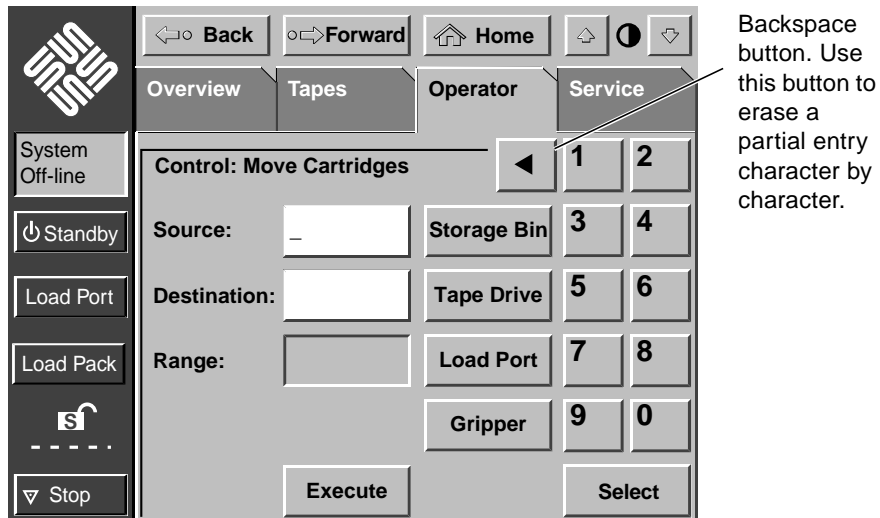 Back Forward Home
Overview Tapes Operator Service
System
Off-line
Standby
Load Port
Load Pack
S
Stop
Control: Move Cartridges
Source: _
Destination:
Range:
Storage Bin
Tape Drive
Load Port
Gripper
1 2
3 4
5 6
7 8
9 0
Execute
Select
Backspace
button. Use
this button to
erase a
partial entry
character by
character.